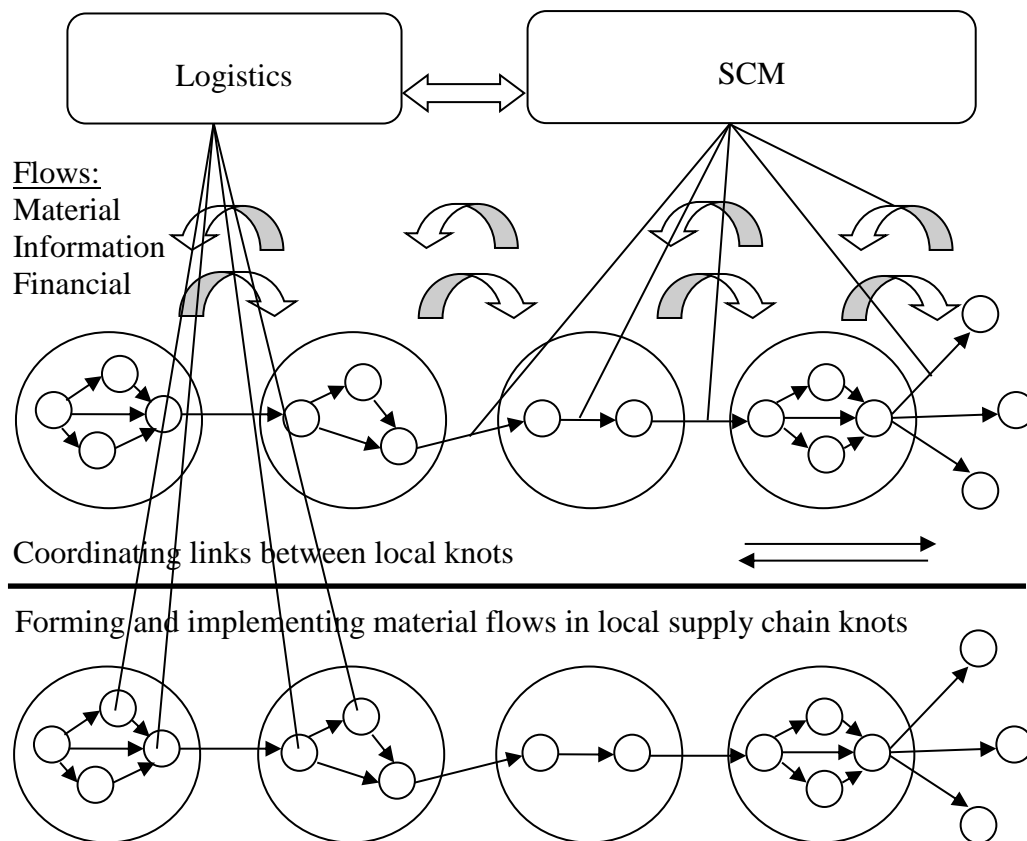 Logistics
SCM
Flows:
Material
Information
Financial
Coordinating links between local knots
Forming and implementing material flows in local supply chain knots